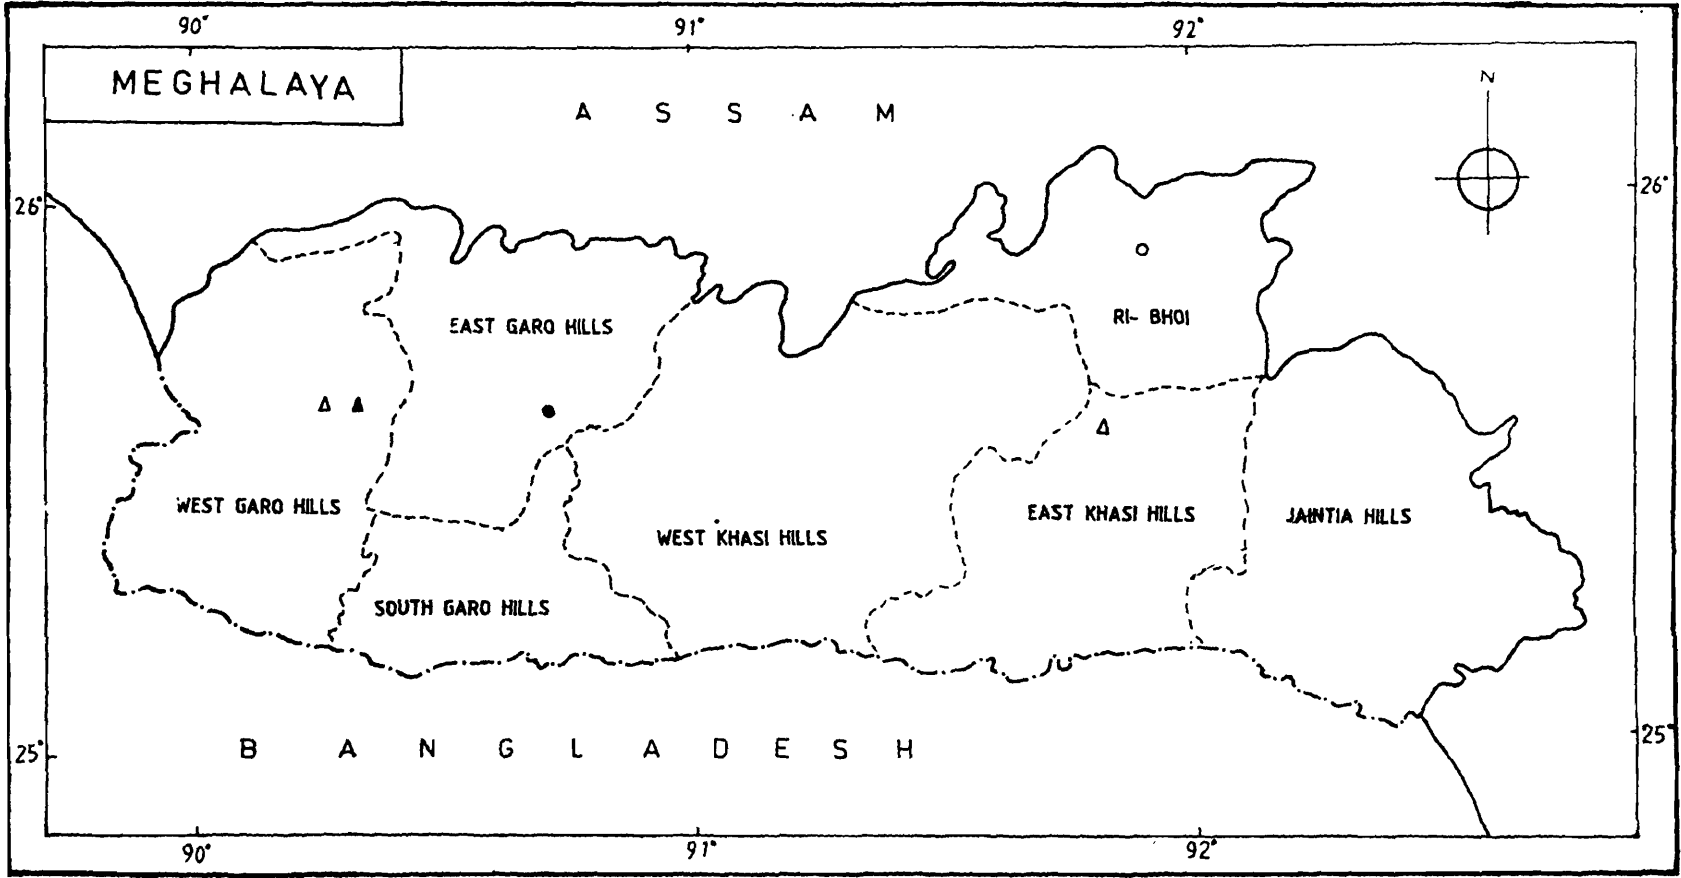 90° 91° 92°
MEGHALAYA
N
A S S A M
26° 26°
EAST GARO HILLS
RI- BHOI
WEST GARO HILLS
EAST KHASI HILLS
JAINTIA HILLS
WEST KHASI HILLS
SOUTH GARO HILLS
25° 25°
B A N G L A D E S H
90° 91° 92°